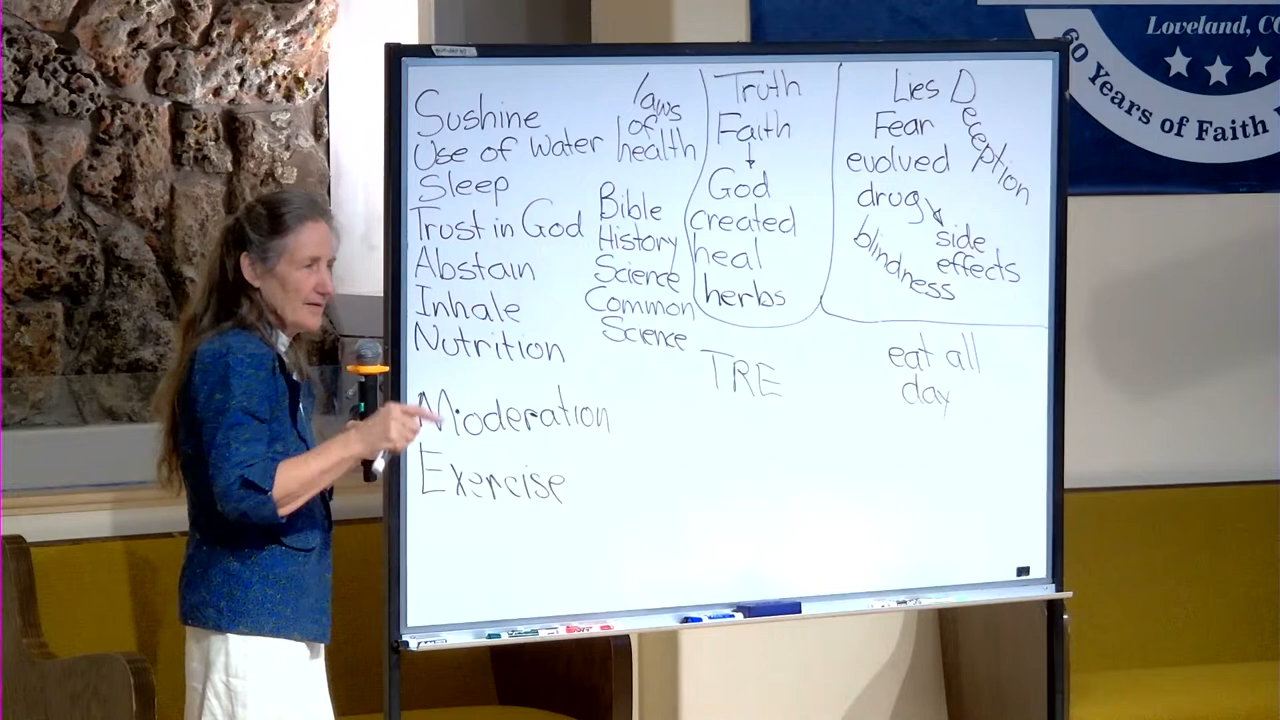 Sushine
Use of Water
Sleep
Trust in God
Abstain
Inhale
Nutrition
Moderation
Exercise
laws
of
health
Bible
History
Science
Common
Science
Truth
Faith
God
created
heal
herbs
TRE
Lies Deception
Fear
evolved
drug
side
effects
blindness
eat all
day
Loveland, CO
60 Years of Faith